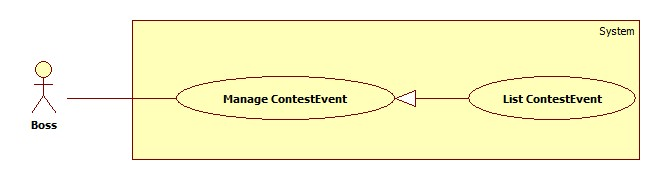 System
Manage ContestEvent
List ContestEvent
Boss